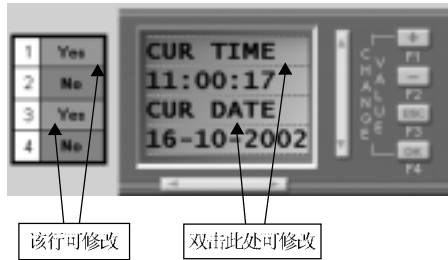 1 Yes
2 No
3 Yes
4 No
CUR TIME
11:00:17
CUR DATE
16-10-2002
CHANGE
VALUE
+
F1
-
F2
ESC
F3
OK
F4
该行可修改
双击此处可修改